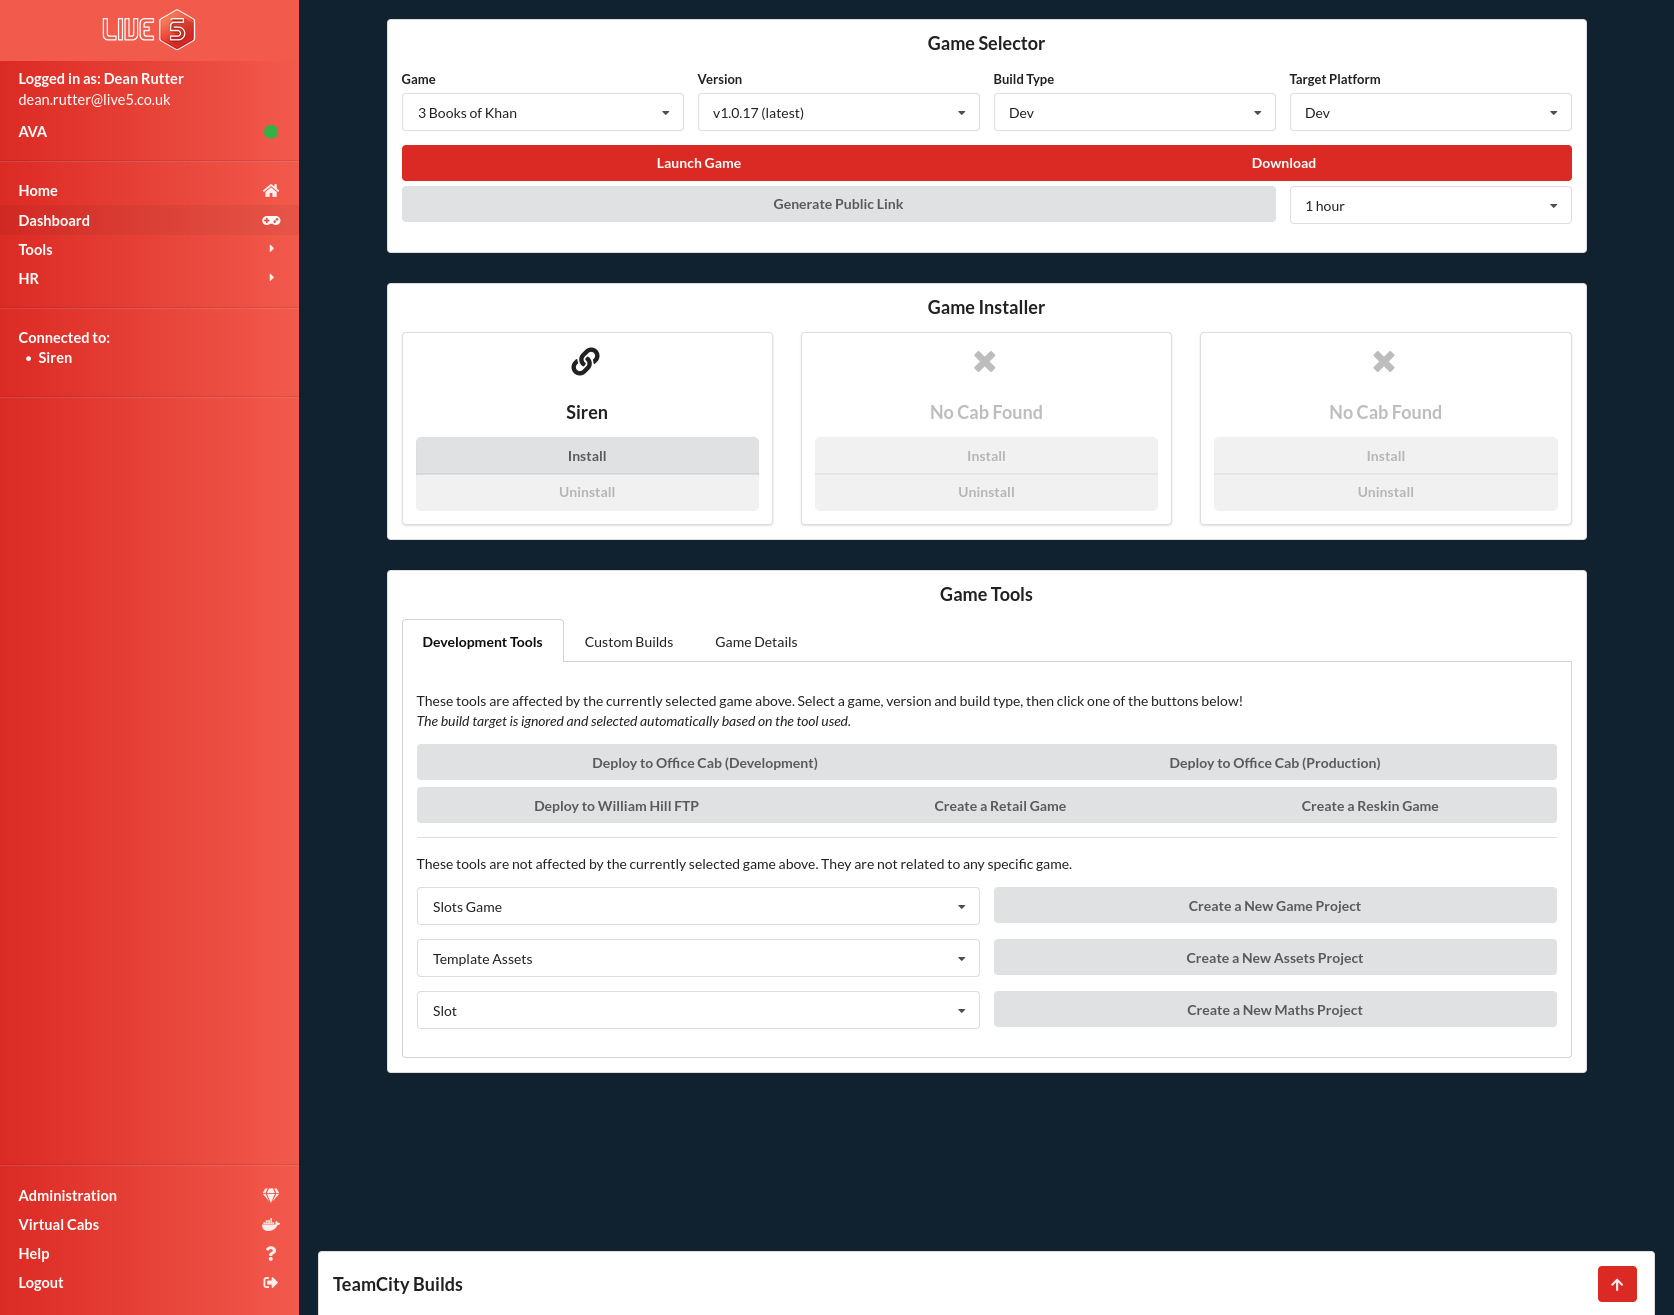 LIVE 5
Logged in as: Dean Rutter
dean.rutter@live5.co.uk
AVA
Home
Dashboard
Tools
HR
Connected to:
• Siren
Administration
Virtual Cabs
Help
Logout
Game Selector
Game Version Build Type Target Platform
3 Books of Khan v1.0.17 (latest) Dev Dev
Launch Game Download
Generate Public Link 1 hour
Game Installer
Siren No Cab Found No Cab Found
Install Install Install
Uninstall Uninstall Uninstall
Game Tools
Development Tools Custom Builds Game Details
These tools are affected by the currently selected game above. Select a game, version and build type, then click one of the buttons below!
The build target is ignored and selected automatically based on the tool used.
Deploy to Office Cab (Development) Deploy to Office Cab (Production)
Deploy to William Hill FTP Create a Retail Game Create a Reskin Game
These tools are not affected by the currently selected game above. They are not related to any specific game.
Slots Game Create a New Game Project
Template Assets Create a New Assets Project
Slot Create a New Maths Project
TeamCity Builds